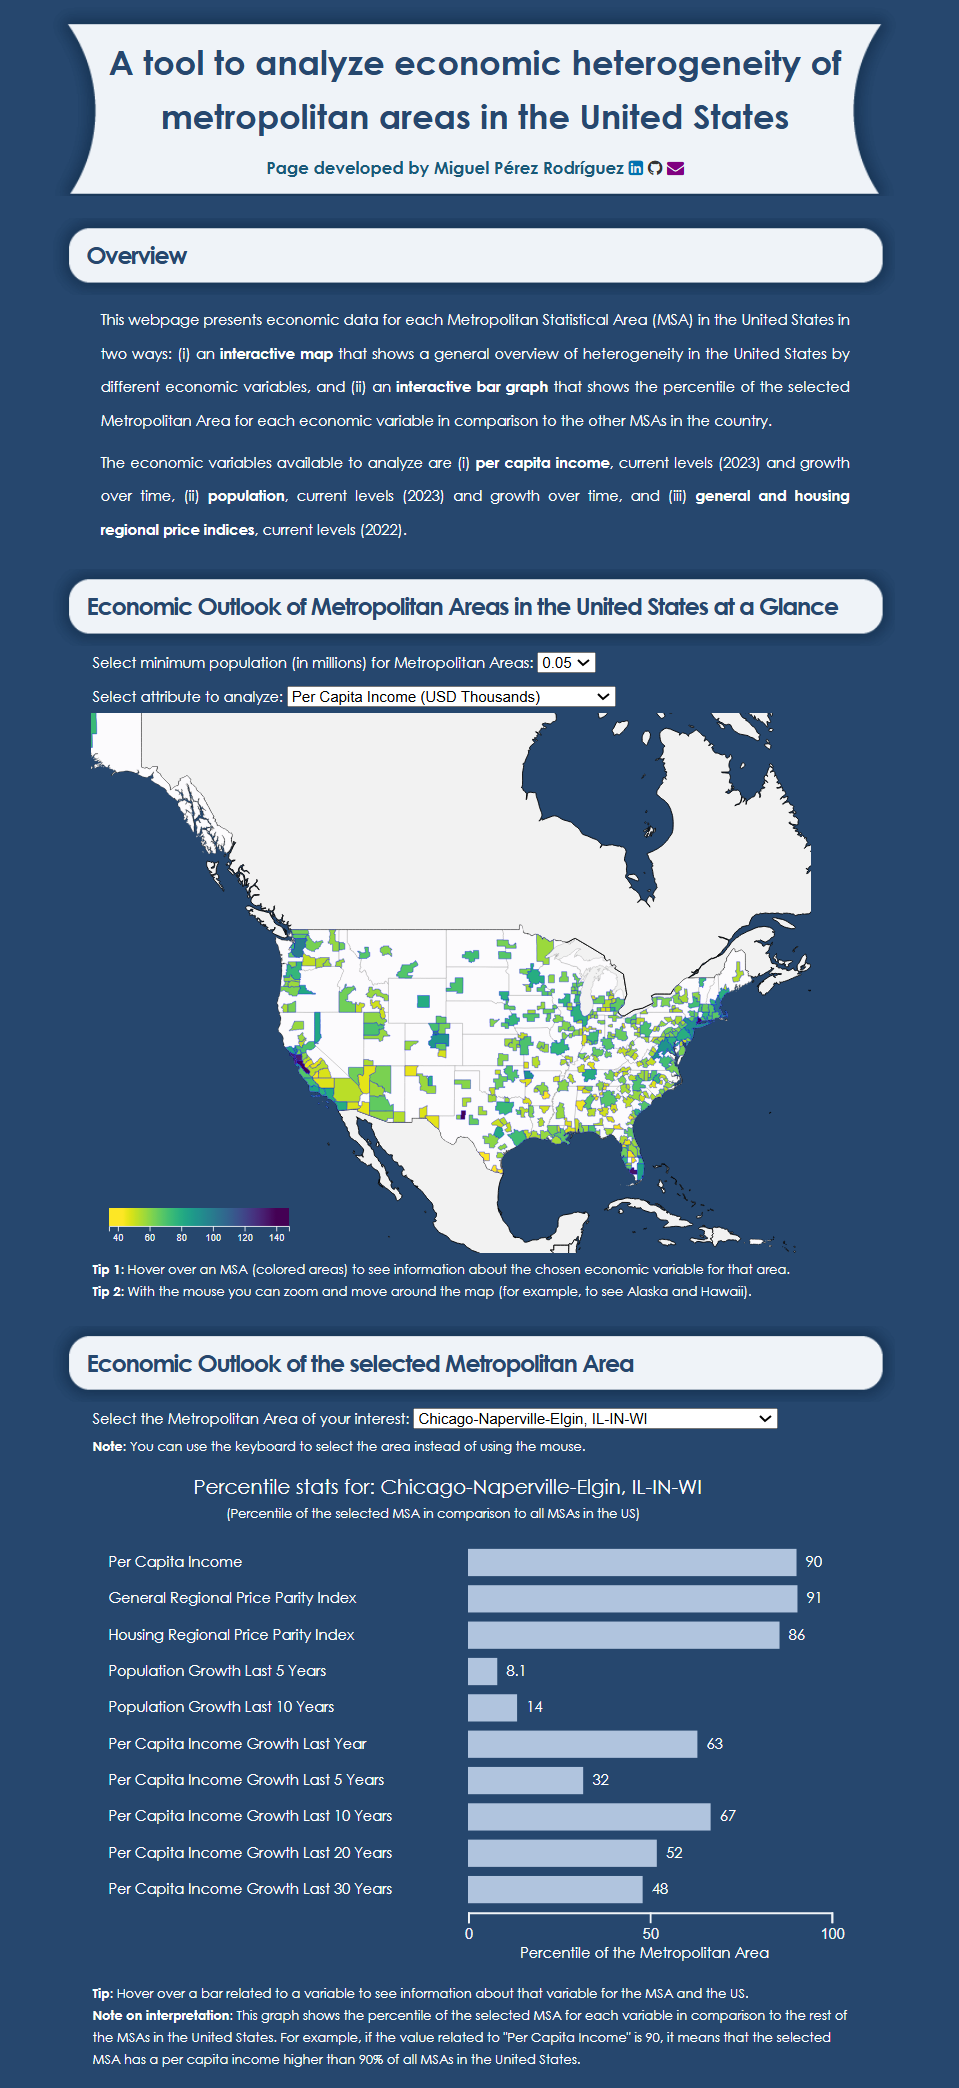 A tool to analyze economic heterogeneity of
metropolitan areas in the United States
Page developed by Miguel Pérez Rodríguez
Overview
This webpage presents economic data for each Metropolitan Statistical Area (MSA) in the United States in
two ways: (i) an interactive map that shows a general overview of heterogeneity in the United States by
different economic variables, and (ii) an interactive bar graph that shows the percentile of the selected
Metropolitan Area for each economic variable in comparison to the other MSAs in the country.
The economic variables available to analyze are (i) per capita income, current levels (2023) and growth
over time, (ii) population, current levels (2023) and growth over time, and (iii) general and housing
regional price indices, current levels (2022).
Economic Outlook of Metropolitan Areas in the United States at a Glance
Select minimum population (in millions) for Metropolitan Areas: 0.05
Select attribute to analyze: Per Capita Income (USD Thousands)
40 60 80 100 120 140
Tip 1: Hover over an MSA (colored areas) to see information about the chosen economic variable for that area.
Tip 2: With the mouse you can zoom and move around the map (for example, to see Alaska and Hawaii).
Economic Outlook of the selected Metropolitan Area
Select the Metropolitan Area of your interest: Chicago-Naperville-Elgin, IL-IN-WI
Note: You can use the keyboard to select the area instead of using the mouse.
Percentile stats for: Chicago-Naperville-Elgin, IL-IN-WI
(Percentile of the selected MSA in comparison to all MSAs in the US)
Per Capita Income 90
General Regional Price Parity Index 91
Housing Regional Price Parity Index 86
Population Growth Last 5 Years 8.1
Population Growth Last 10 Years 14
Per Capita Income Growth Last Year 63
Per Capita Income Growth Last 5 Years 32
Per Capita Income Growth Last 10 Years 67
Per Capita Income Growth Last 20 Years 52
Per Capita Income Growth Last 30 Years 48
0 50 100
Percentile of the Metropolitan Area
Tip: Hover over a bar related to a variable to see information about that variable for the MSA and the US.
Note on interpretation: This graph shows the percentile of the selected MSA for each variable in comparison to the rest of
the MSAs in the United States. For example, if the value related to "Per Capita Income" is 90, it means that the selected
MSA has a per capita income higher than 90% of all MSAs in the United States.